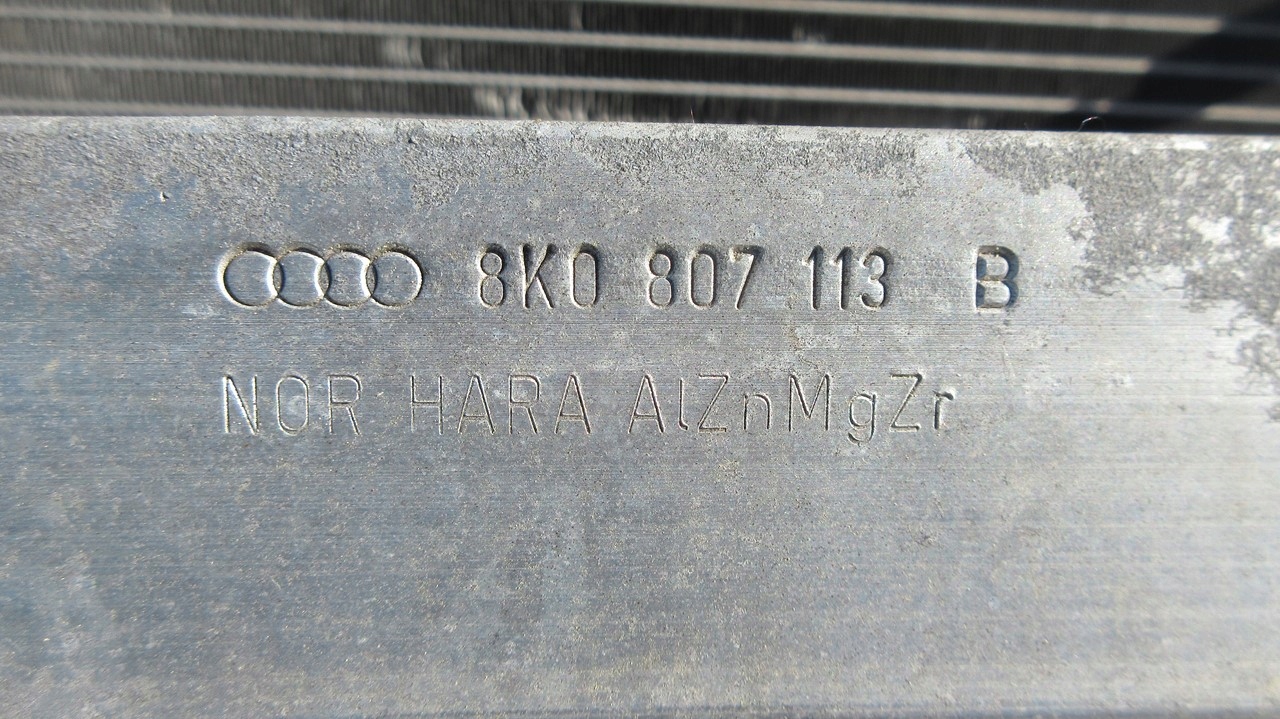 8K0 807 113 B
NOR HARA AlZnMgZr